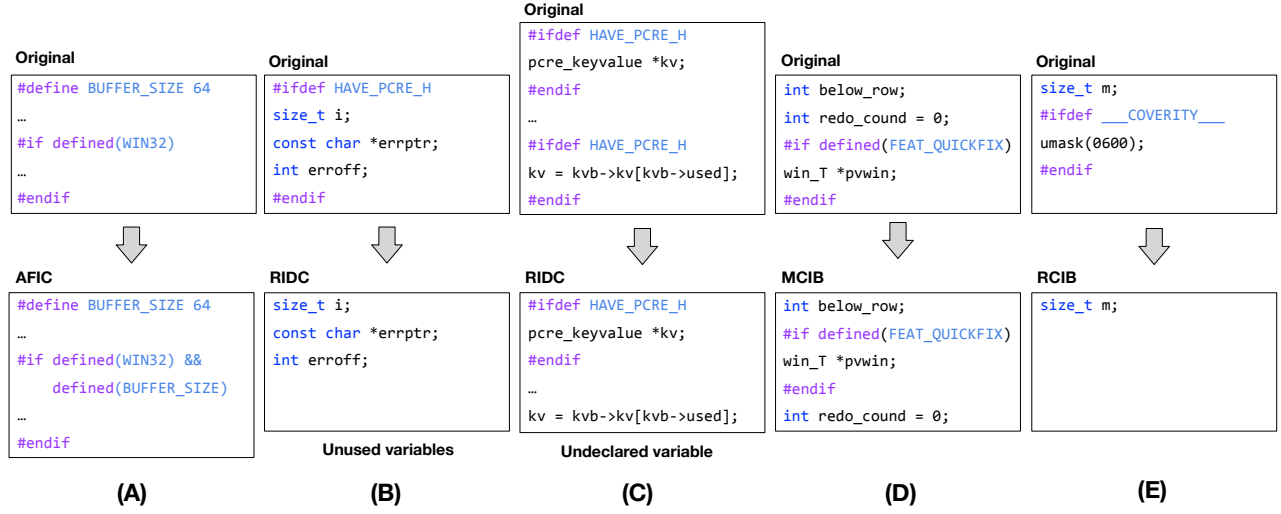 Original
#define BUFFER_SIZE 64
…
#if defined(WIN32)
…
#endif
AFIC
#define BUFFER_SIZE 64
…
#if defined(WIN32) &&
defined(BUFFER_SIZE)
…
#endif
(A)
Original
#ifdef HAVE_PCRE_H
size_t i;
const char *errptr;
int erroff;
#endif
RIDC
size_t i;
const char *errptr;
int erroff;
Unused variables
(B)
Original
#ifdef HAVE_PCRE_H
pcre_keyvalue *kv;
#endif
…
#ifdef HAVE_PCRE_H
kv = kvb->kv[kvb->used];
#endif
RIDC
#ifdef HAVE_PCRE_H
pcre_keyvalue *kv;
#endif
…
kv = kvb->kv[kvb->used];
Undeclared variable
(C)
Original
int below_row;
int redo_cound = 0;
#if defined(FEAT_QUICKFIX)
win_T *pvwin;
#endif
MCIB
int below_row;
#if defined(FEAT_QUICKFIX)
win_T *pvwin;
#endif
int redo_cound = 0;
(D)
Original
size_t m;
#ifdef ___COVERITY___
umask(0600);
#endif
RCIB
size_t m;
(E)